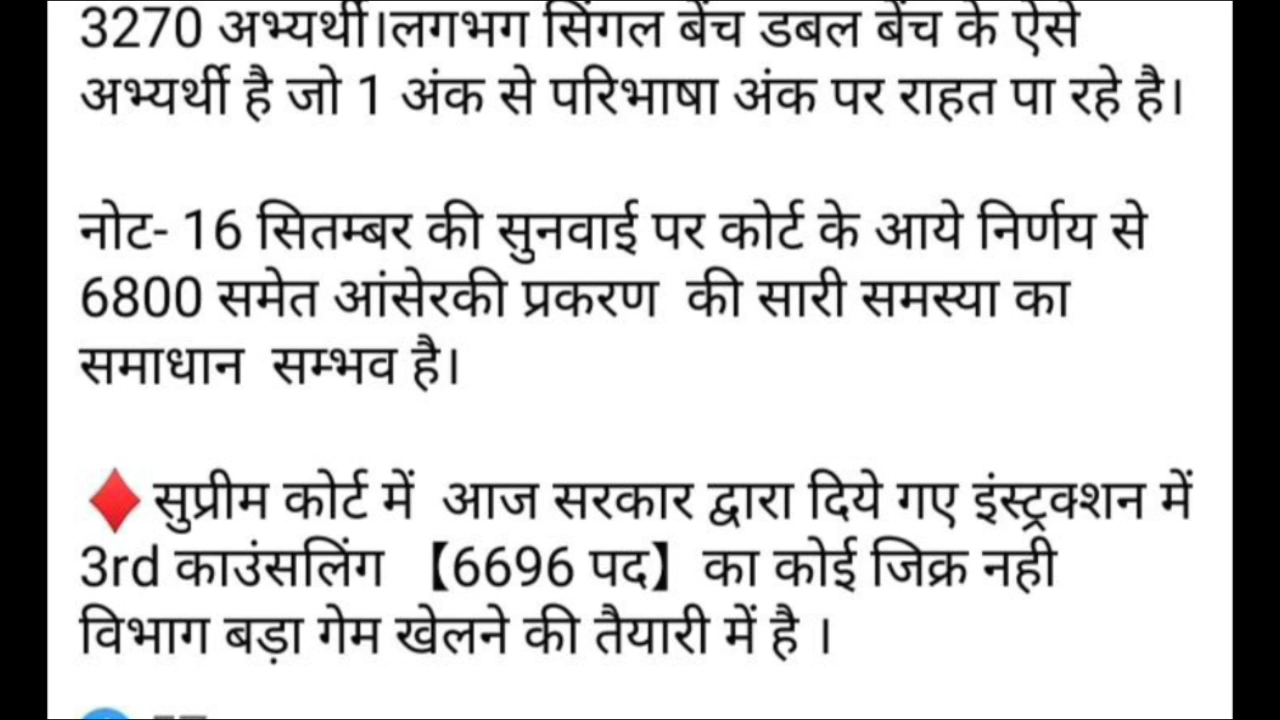 3270 अभ्यर्थी।लगभग सिंगल बेंच डबल बेंच के ऐसे
अभ्यर्थी है जो 1 अंक से परिभाषा अंक पर राहत पा रहे है।
नोट- 16 सितम्बर की सुनवाई पर कोर्ट के आये निर्णय से
6800 समेत आंसेरकी प्रकरण  की सारी समस्या का
समाधान  सम्भव है।
♦️सुप्रीम कोर्ट में  आज सरकार द्वारा दिये गए इंस्ट्रक्शन में
3rd काउंसलिंग 【6696 पद】 का कोई जिक्र नही
विभाग बड़ा गेम खेलने की तैयारी में है ।